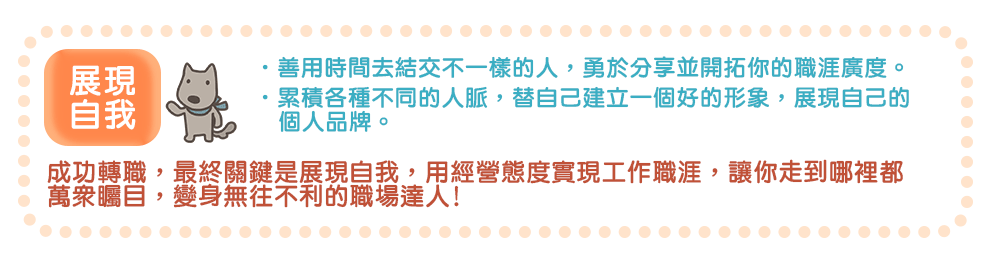 展現
自我
·善用時間去結交不一樣的人，勇於分享並開拓你的職涯廣度。
·累積各種不同的人脈，替自己建立一個好的形象，展現自己的
個人品牌。
成功轉職，最終關鍵是展現自我，用經營態度實現工作職涯，讓你走到哪裡都
萬衆矚目，變身無往不利的職場達人!